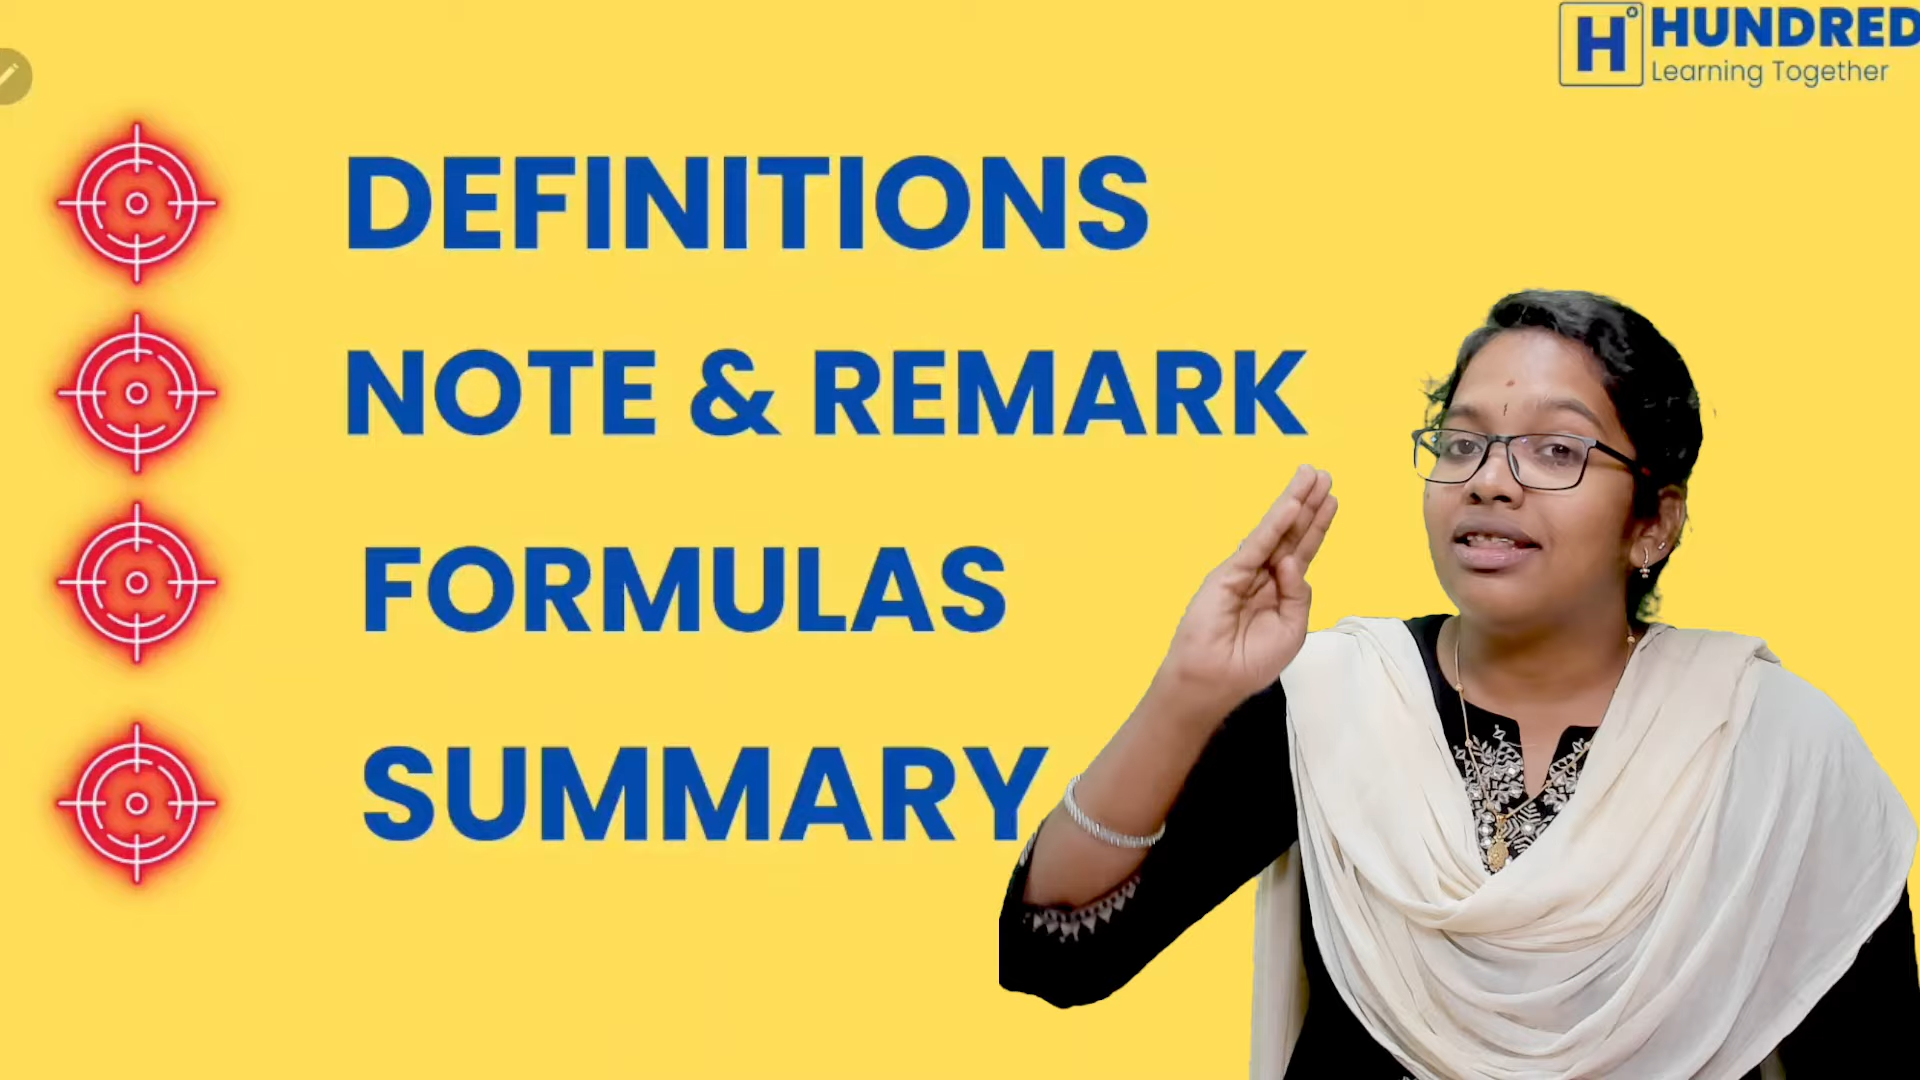 H° HUNDRED
Learning Together
DEFINITIONS
NOTE & REMARK
FORMULAS
SUMMARY